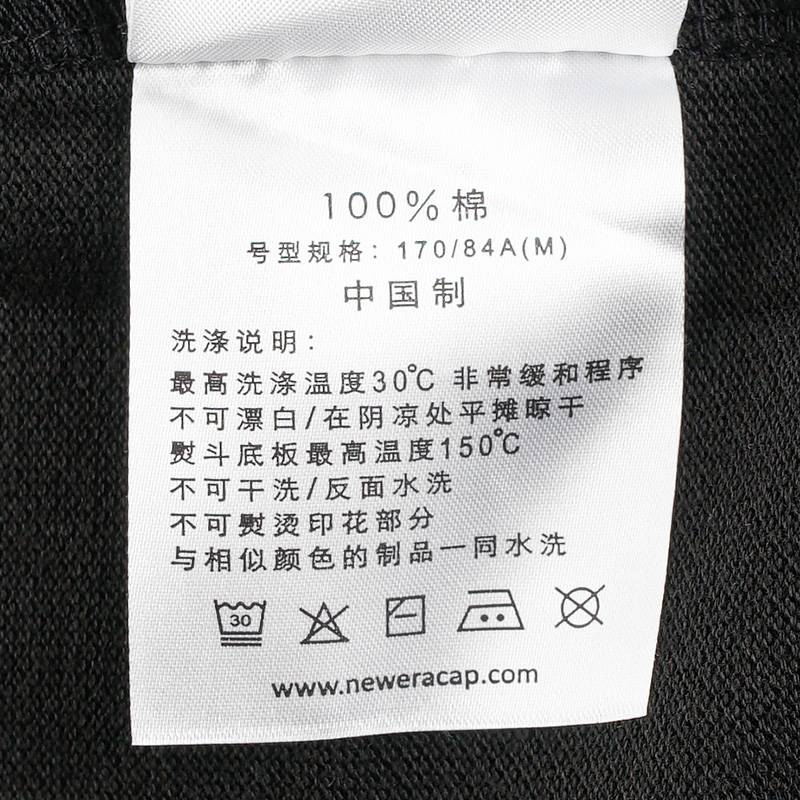 100%棉
号型规格：170/84A(M)
中国制
洗涤说明：
最高洗涤温度30℃ 非常缓和程序
不可漂白/在阴凉处平摊晾干
熨斗底板最高温度150℃
不可干洗/反面水洗
不可熨烫印花部分
与相似颜色的制品一同水洗
30
www.neweracap.com